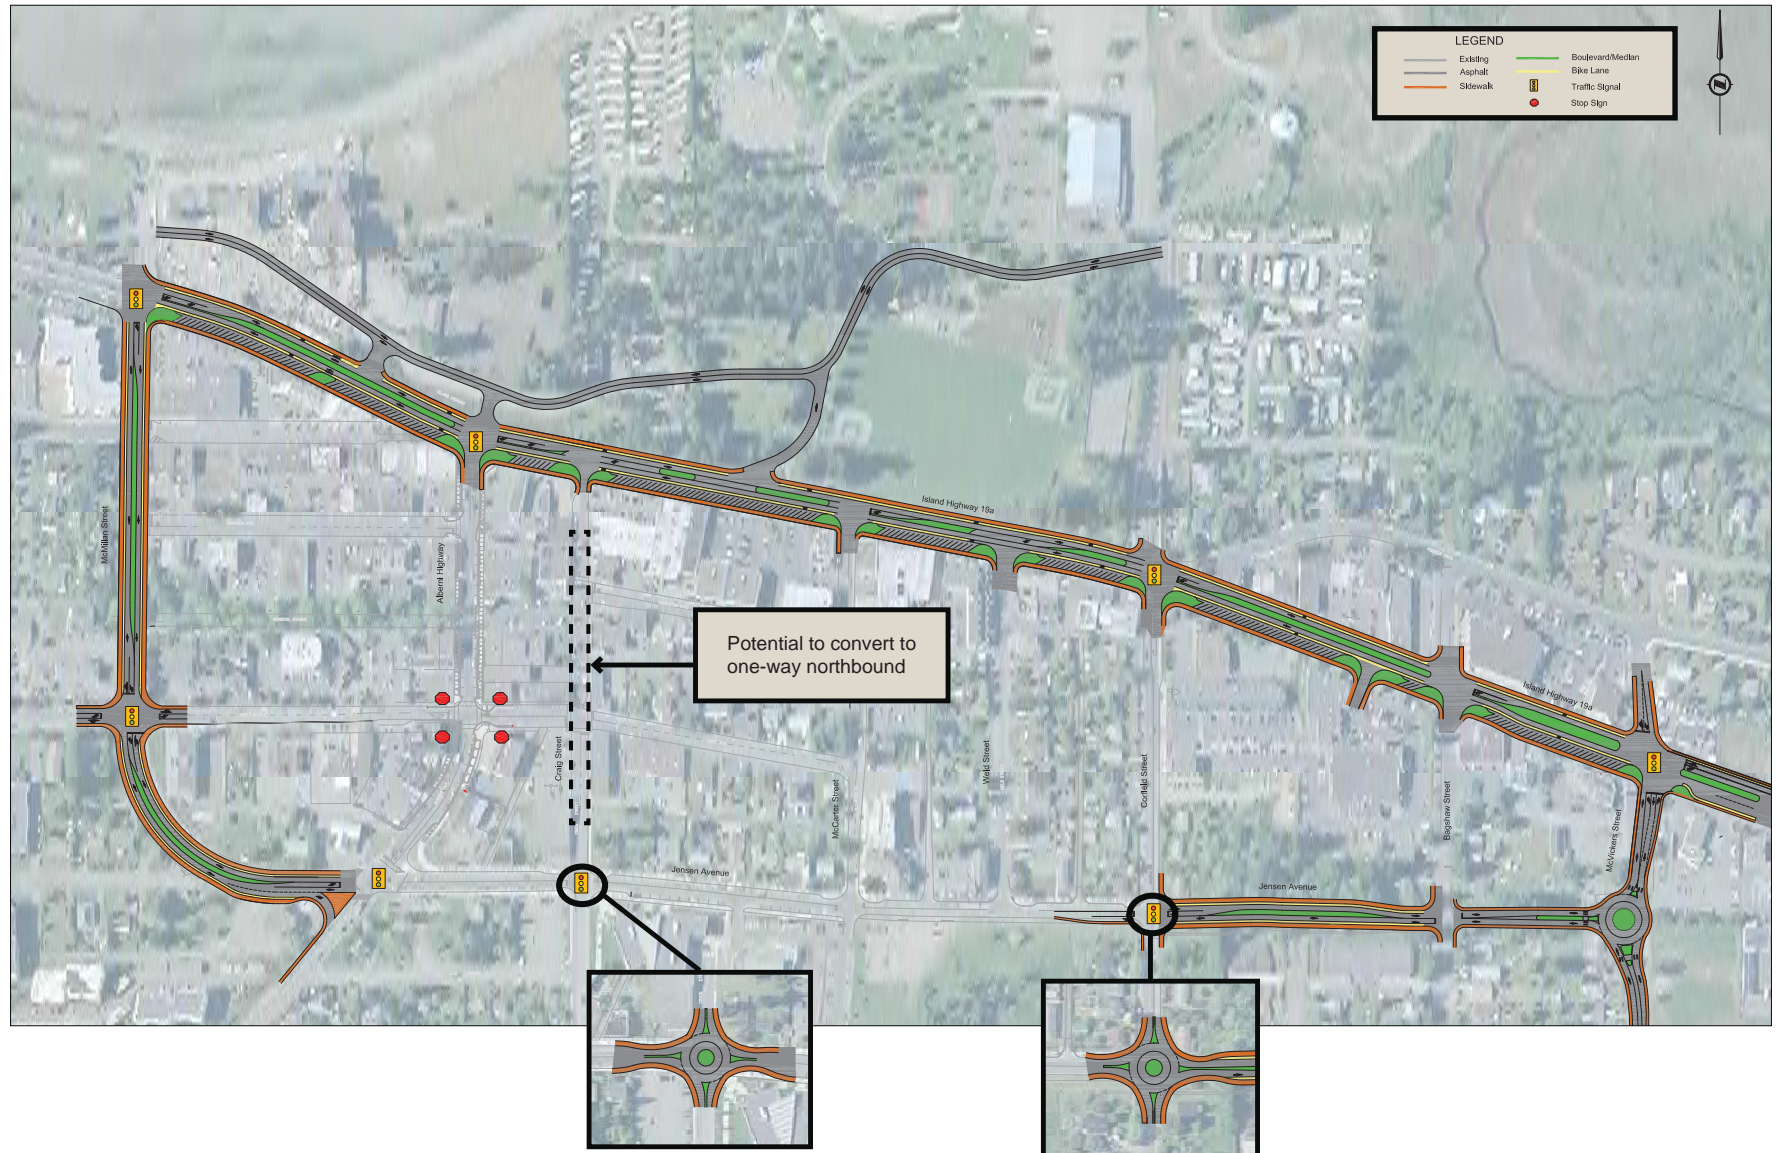 LEGEND
Existing
Asphalt
Sidewalk
Boulevard/Median
Bike Lane
Traffic Signal
Stop Sign
Island Highway 19a
McMillan Street
Alberni Highway
Potential to convert to
one-way northbound
Island Highway 19a
Craig Street
McCarter Street
Weld Street
Corfield Street
Bagshaw Street
McVickers Street
Jensen Avenue
Jensen Avenue